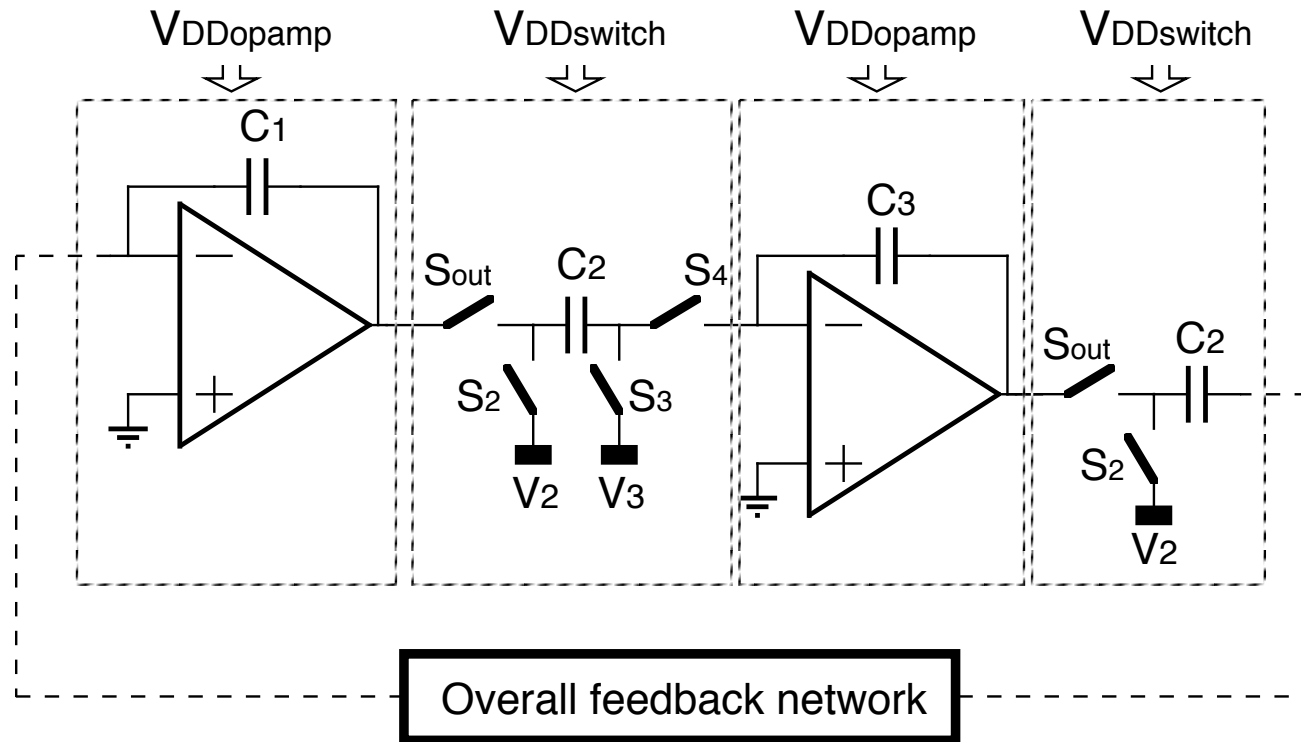 VDDopamp VDDswitch VDDopamp VDDswitch
C1
C3
Sout C2 S4
Sout C2
S2 S3
S2
V2 V3
V2
Overall feedback network